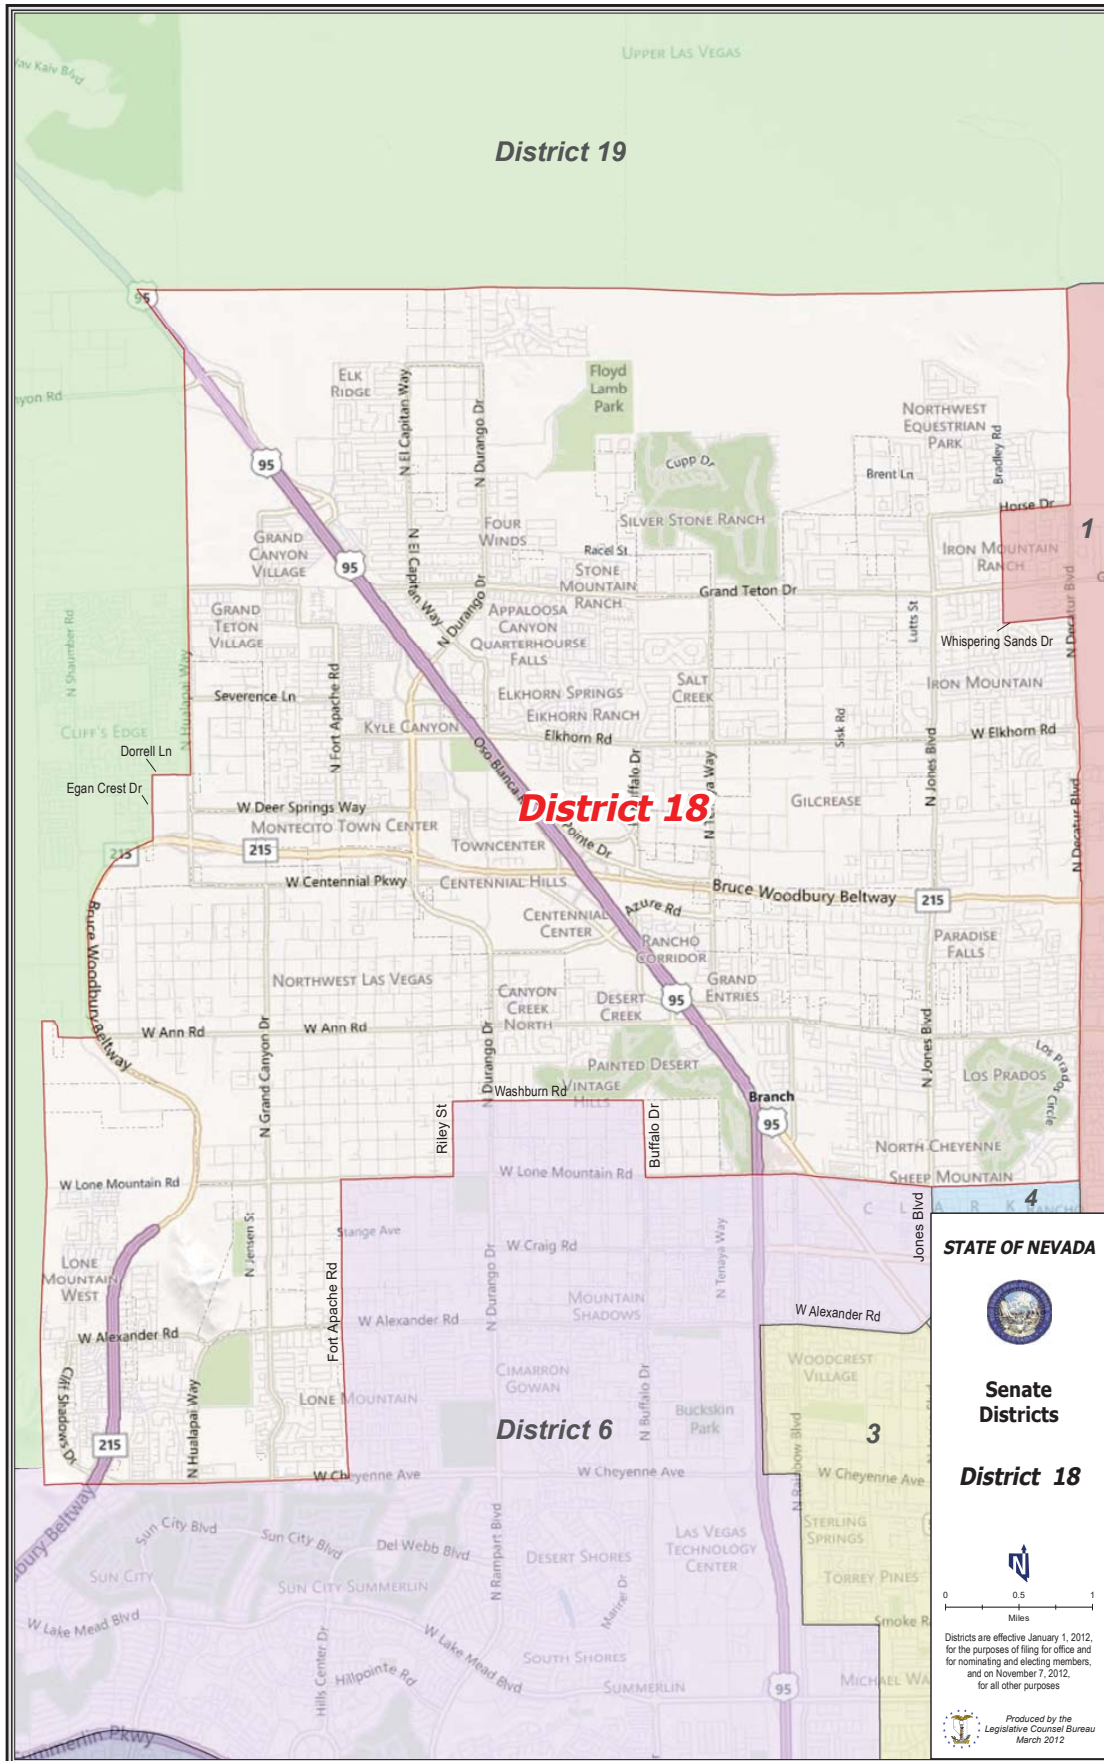 UPPER LAS VEGAS
District 19
95
ELK
RIDGE
Floyd
Lamb
Park
N El Capitan Way
N Durango Dr
NORTHWEST
EQUESTRIAN
PARK
Bradley Rd
Cupp Dr
Brent Ln
95
Horse Dr
1
SILVER STONE RANCH
FOUR
WINDS
GRAND
CANYON
VILLAGE
95
N El Capitan Way
Racel St
STONE
MOUNTAIN
RANCH
IRON MOUNTAIN
RANCH
Grand Teton Dr
N Decatur Blvd
GRAND
TETON
VILLAGE
N Durango Dr
APPALOOSA
CANYON
QUARTERHOURSE
FALLS
Lutts St
Whispering Sands Dr
N Shaumber Rd
N Hualapai Way
Severence Ln
N Fort Apache Rd
ELKHORN SPRINGS
SALT
CREEK
IRON MOUNTAIN
EIKHORN RANCH
KYLE CANYON
Elkhorn Rd
Sisk Rd
W Elkhorn Rd
CLIFF'S EDGE
Dorrell Ln
Egan Crest Dr
N Jones Blvd
N Decatur Blvd
W Deer Springs Way
District 18
GILCREASE
MONTECITO TOWN CENTER
TOWNCENTER
Pointe Dr
215
215
W Centennial Pkwy
CENTENNIAL HILLS
Bruce Woodbury Beltway
215
Azure Rd
CENTENNIAL
CENTER
Bruce Woodbury Beltway
RANCHO
CORRIDOR
PARADISE
FALLS
NORTHWEST LAS VEGAS
GRAND
ENTRIES
CANYON
CREEK
NORTH
DESERT
CREEK
95
W Ann Rd
W Ann Rd
N Grand Canyon Dr
N Durango Dr
N Jones Blvd
Los Prados Circle
PAINTED DESERT
LOS PRADOS
VINTAGE
HILLS
Washburn Rd
Branch
95
Riley St
Buffalo Dr
NORTH CHEYENNE
W Lone Mountain Rd
W Lone Mountain Rd
SHEEP MOUNTAIN
4
C L A R K
Jones Blvd
N Jensen St
Stange Ave
W Craig Rd
N Tenaya Way
LONE
MOUNTAIN
WEST
Fort Apache Rd
N Durango Dr
MOUNTAIN
SHADOWS
W Alexander Rd
W Alexander Rd
W Alexander Rd
Cliff Shadows Dr
N Hualapai Way
LONE MOUNTAIN
CIMARRON
GOWAN
WOODCREST
VILLAGE
N Buffalo Dr
Buckskin
Park
District 6
3
N Rainbow Blvd
215
W Cheyenne Ave
W Cheyenne Ave
W Cheyenne Ave
Sun City Blvd
Sun City Blvd
Del Webb Blvd
N Rampart Blvd
DESERT SHORES
LAS VEGAS
TECHNOLOGY
CENTER
STERLING
SPRINGS
SUN CITY
SUN CITY SUMMERLIN
Mariner Dr
TORREY PINES
W Lake Mead Blvd
W Lake Mead Blvd
Hills Center Dr
Hillpointe Rd
SOUTH SHORES
SUMMERLIN
95
STATE OF NEVADA
Senate
Districts
District 18
N
0 0.5 1
Miles
Districts are effective January 1, 2012,
for the purposes of filing for office and
for nominating and electing members,
and on November 7, 2012,
for all other purposes
Produced by the
Legislative Counsel Bureau
March 2012